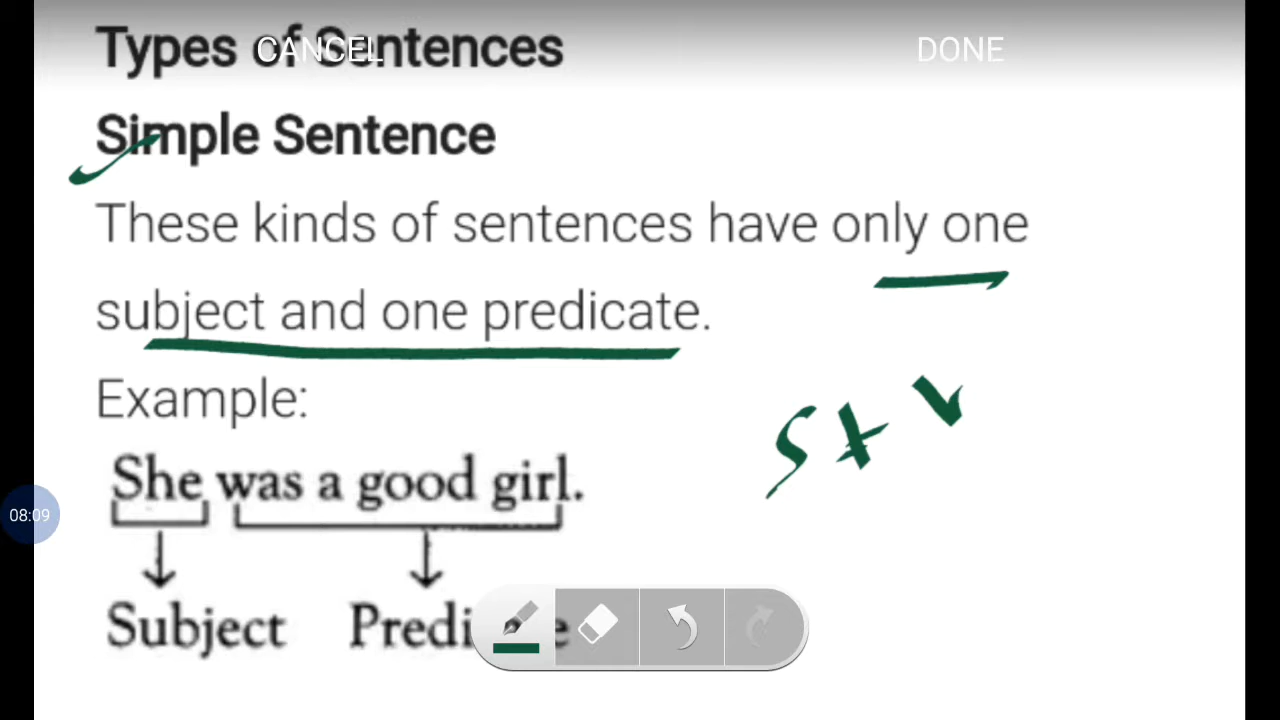 Types of Sentences
CANCEL
DONE
Simple Sentence
These kinds of sentences have only one
subject and one predicate.
Example:
S + V
She was a good girl.
08:09
Subject